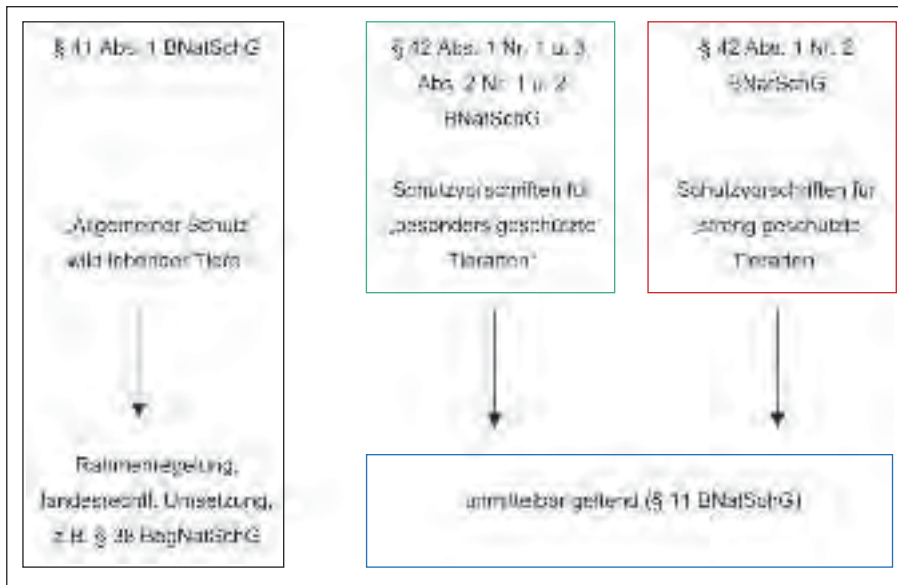 § 41 Abs. 1 BNatSchG
„Allgemeiner Schutz“
wild lebender Tiere
Rahmenregelung,
landesrechtl. Umsetzung,
z.B. § 38 BbgNatSchG
§ 42 Abs. 1 Nr. 1 u. 3,
Abs. 2 Nr. 1 u. 2
BNatSchG
Schutzvorschriften für
„besonders geschützte
Tierarten“
§ 42 Abs. 1 Nr. 2
BNatSchG
Schutzvorschriften für
„streng geschützte
Tierarten“
unmittelbar geltend (§ 11 BNatSchG)